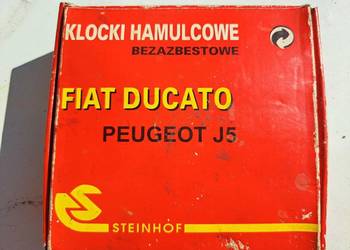 KLOCKI HAMULCOWE
BEZAZBESTOWE
FIAT DUCATO
PEUGEOT J5
STEINHOF